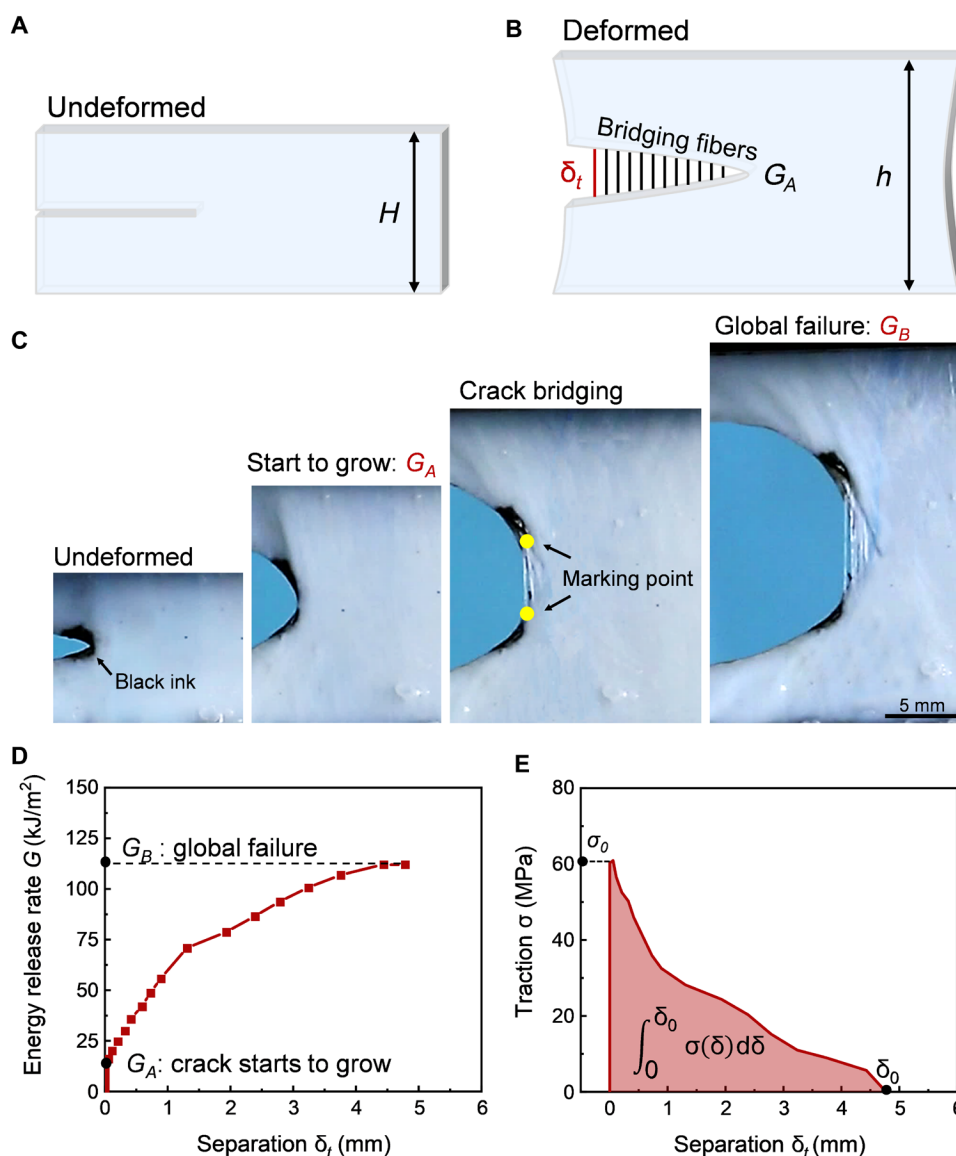 A
Undeformed
H
B
Deformed
Bridging fibers
δt
GA
h
C
Undeformed
Black ink
Start to grow: GA
Crack bridging
Marking point
Global failure: GB
5 mm
D
Energy release rate G (kJ/m²)
150
125
100
75
50
25
0
GB : global failure
GA: crack starts to grow
0 1 2 3 4 5 6
Separation δt (mm)
E
Traction σ (MPa)
80
60
40
20
0
σ0
∫0δ0 σ(δ)dδ
δ0
0 1 2 3 4 5 6
Separation δt (mm)